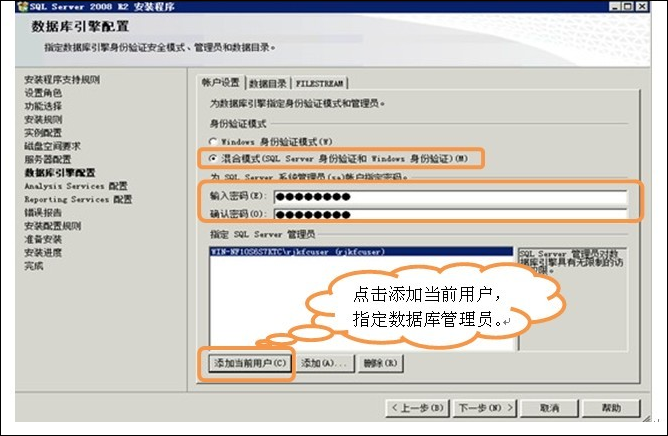 SQL Server 2008 R2 安装程序
数据库引擎配置
指定数据库引擎身份验证安全模式、管理员和数据目录。
安装程序支持规则
设置角色
功能选择
安装规则
实例配置
磁盘空间要求
服务器配置
数据库引擎配置
Analysis Services 配置
Reporting Services 配置
错误报告
安装配置规则
准备安装
安装进度
完成
帐户设置 数据目录 FILESTREAM
为数据库引擎指定身份验证模式和管理员。
身份验证模式
Windows 身份验证模式(W)
混合模式(SQL Server 身份验证和 Windows 身份验证)(M)
为 SQL Server 系统管理员(sa)帐户指定密码。
输入密码(E): ●●●●●●●●
确认密码(O): ●●●●●●●●
指定 SQL Server 管理员
\rjkfcuser (rjkfcuser)
SQL Server 管理员对数
据库引擎具有无限制的访
问权限。
点击添加当前用户，
指定数据库管理员。
添加当前用户(C) 添加(A)... 删除(R)
< 上一步(B) 下一步(N) > 取消 帮助